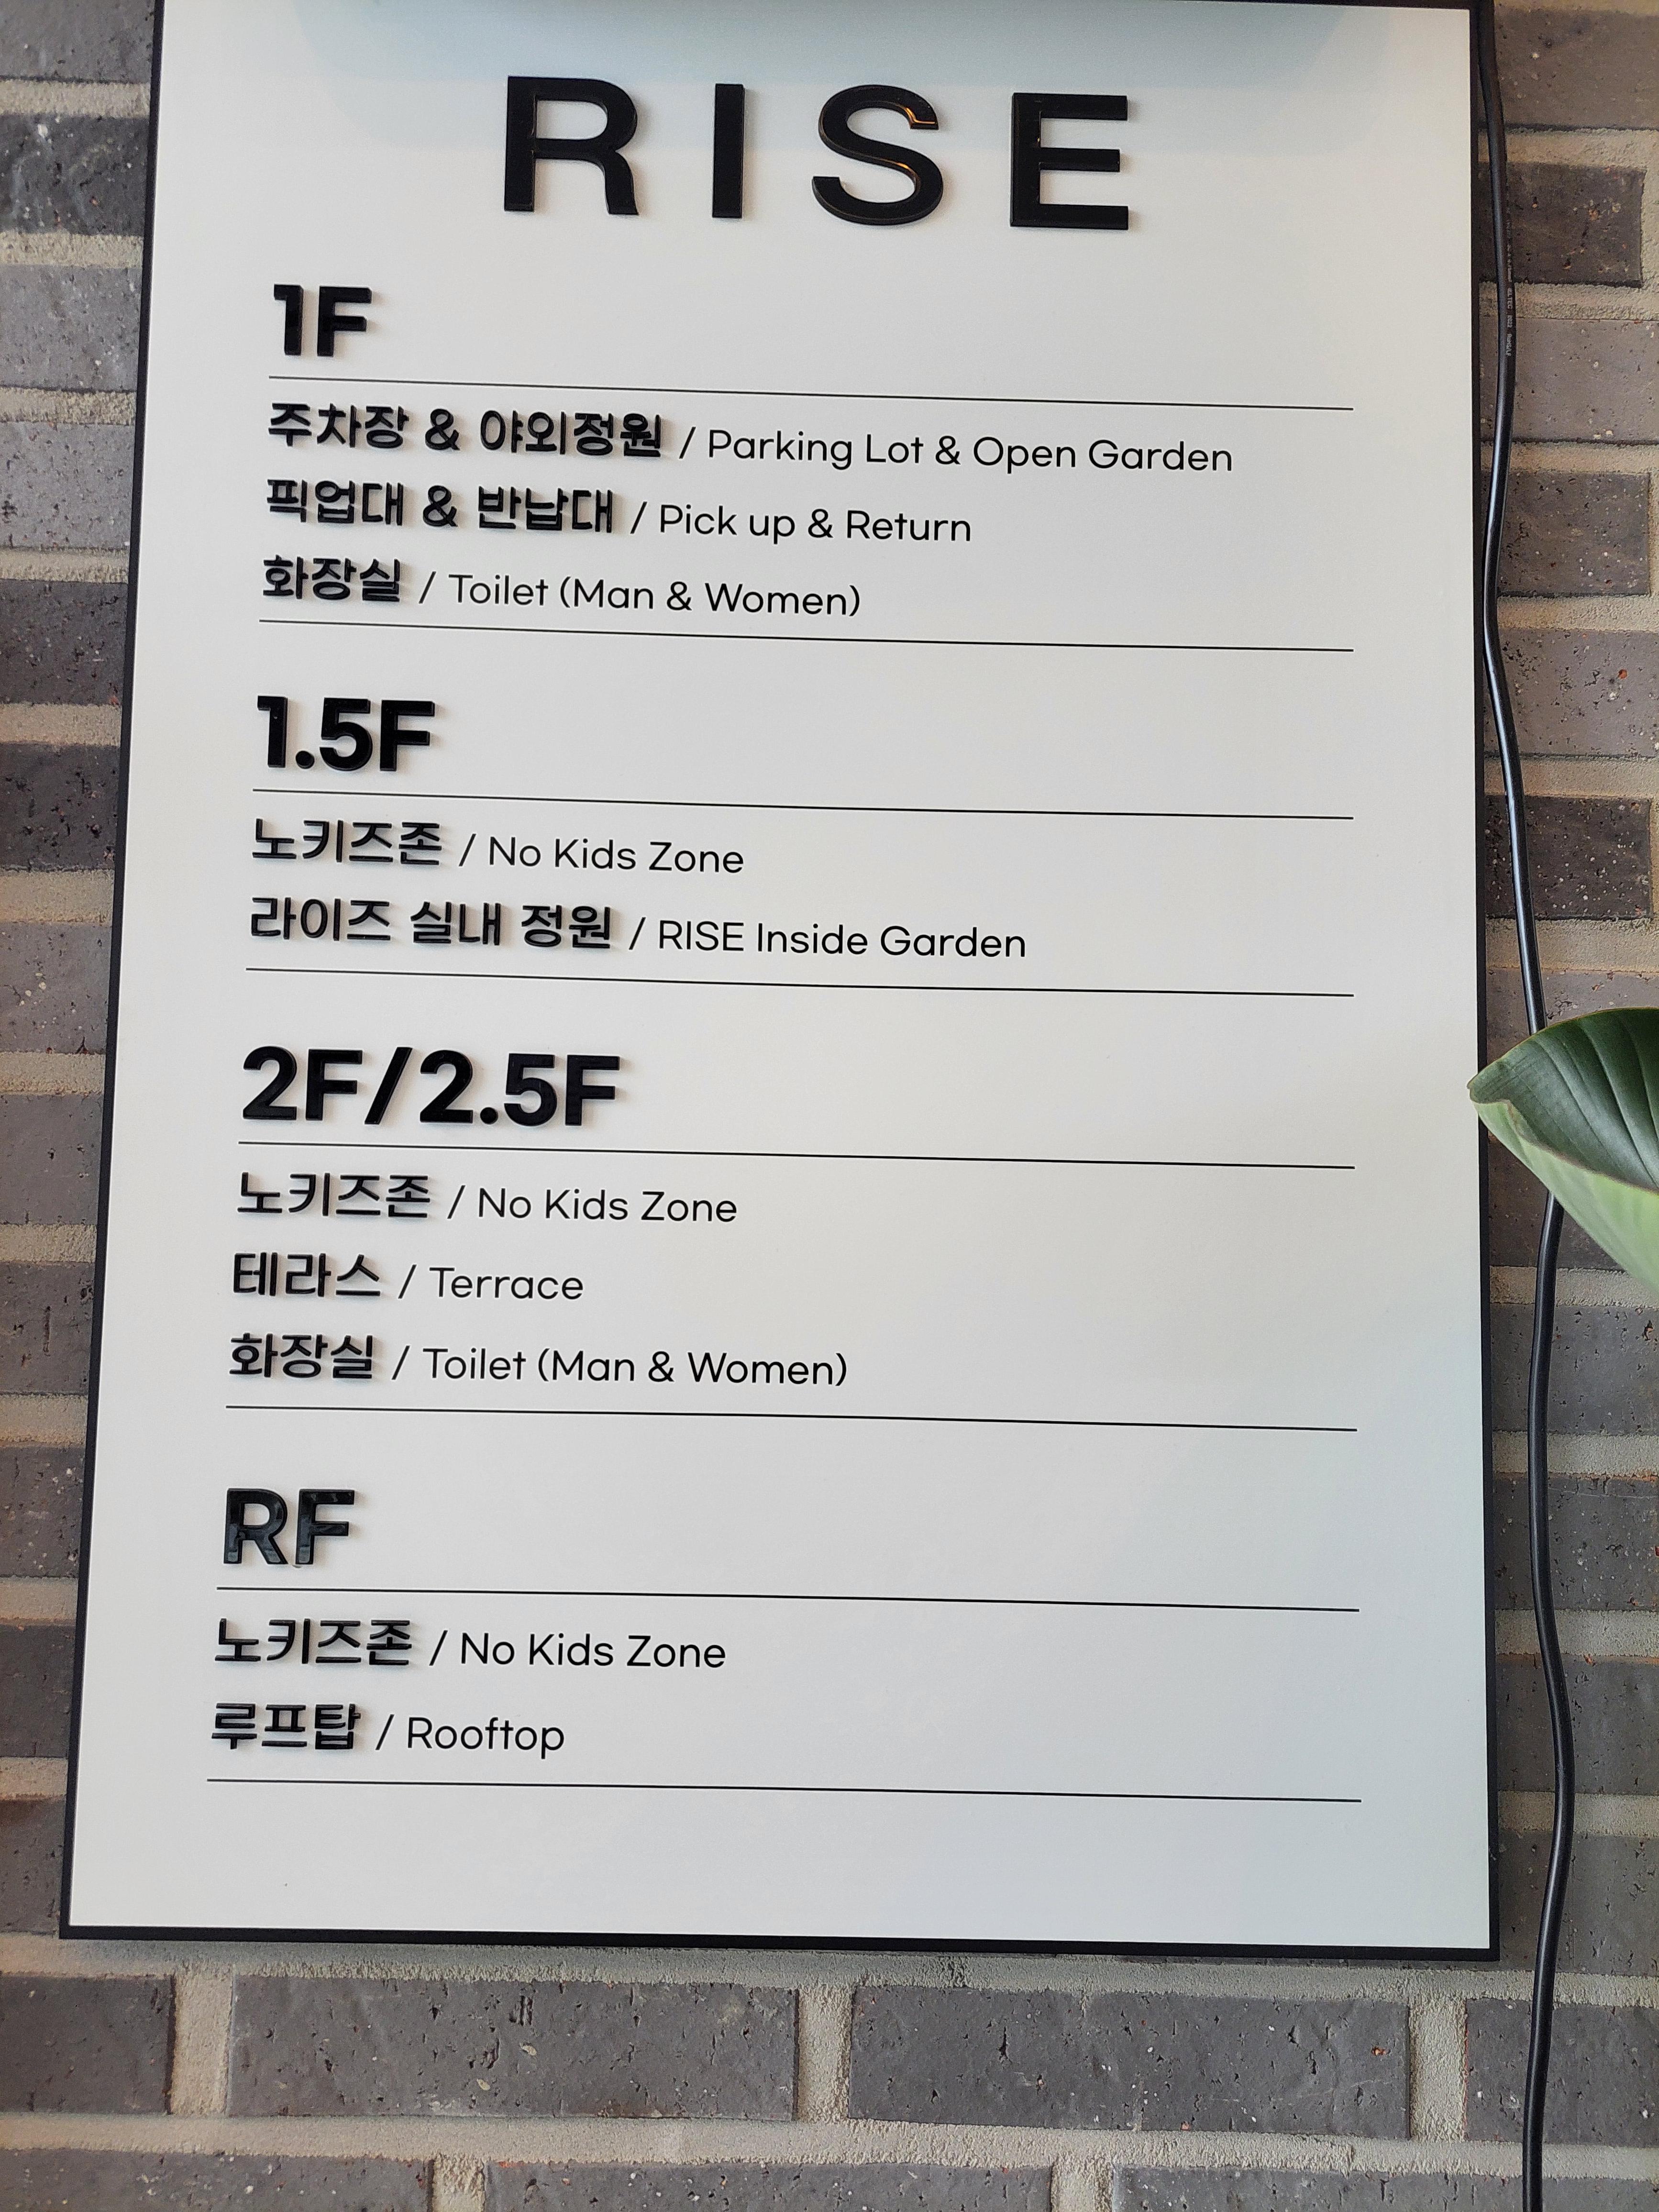 RISE
1F
주차장 & 야외정원 / Parking Lot & Open Garden
픽업대 & 반납대 / Pick up & Return
화장실 / Toilet (Man & Women)
1.5F
노키즈존 / No Kids Zone
라이즈 실내 정원 / RISE Inside Garden
2F/2.5F
노키즈존 / No Kids Zone
테라스 / Terrace
화장실 / Toilet (Man & Women)
RF
노키즈존 / No Kids Zone
루프탑 / Rooftop